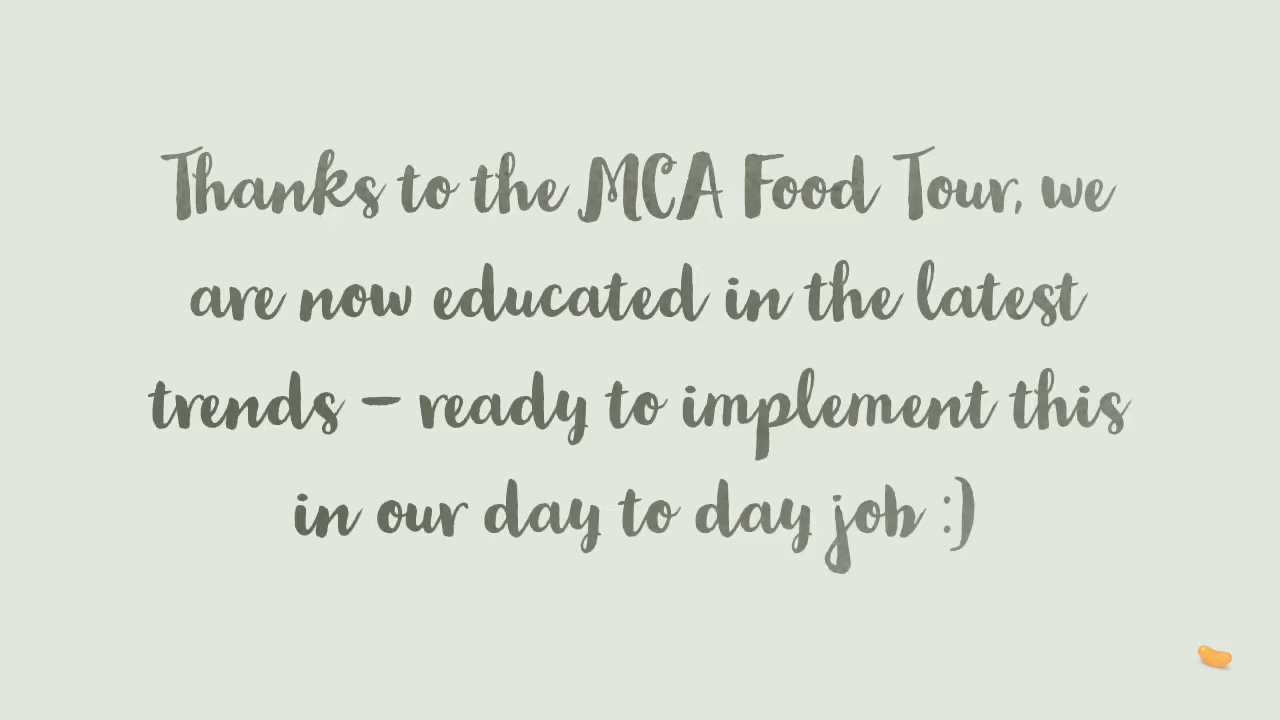 Thanks to the MCA Food Tour, we
are now educated in the latest
trends - ready to implement this
in our day to day job :)